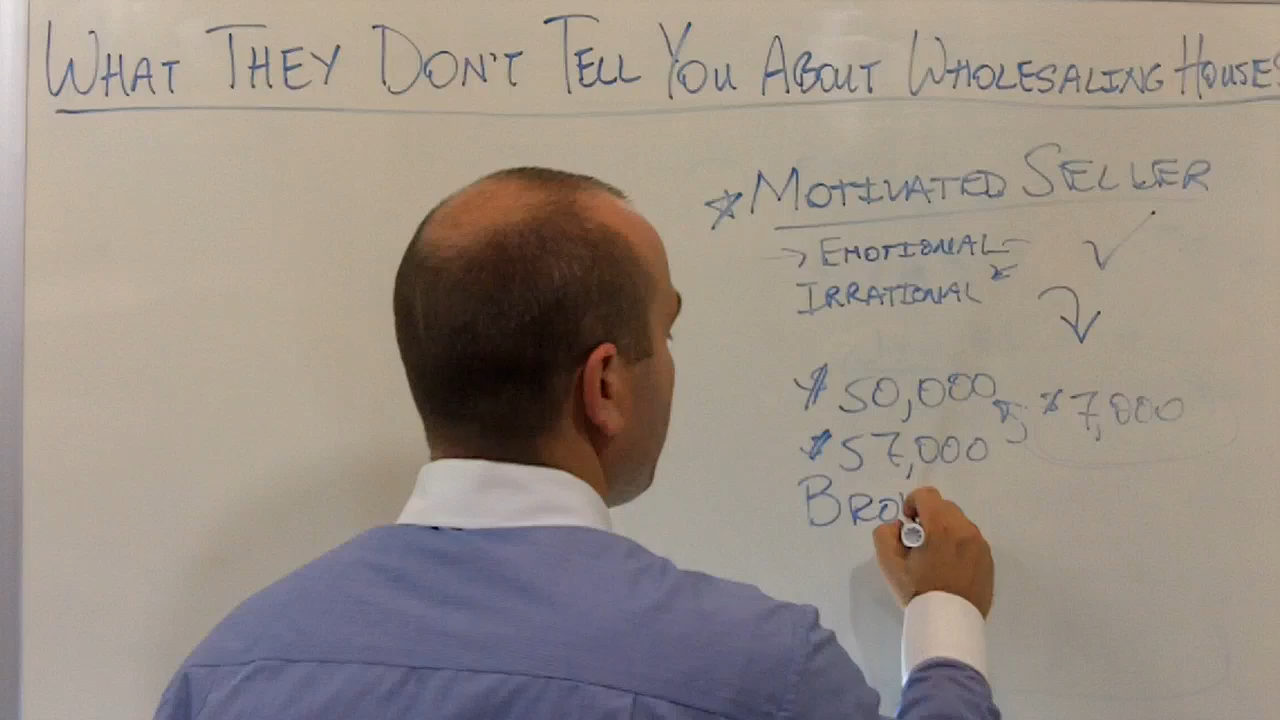 WHAT THEY DON'T TELL YOU ABOUT WHOLESALING HOUSES
* MOTIVATED SELLER
→ EMOTIONAL
IRRATIONAL
$50,000
$7,000
$57,000
BRO